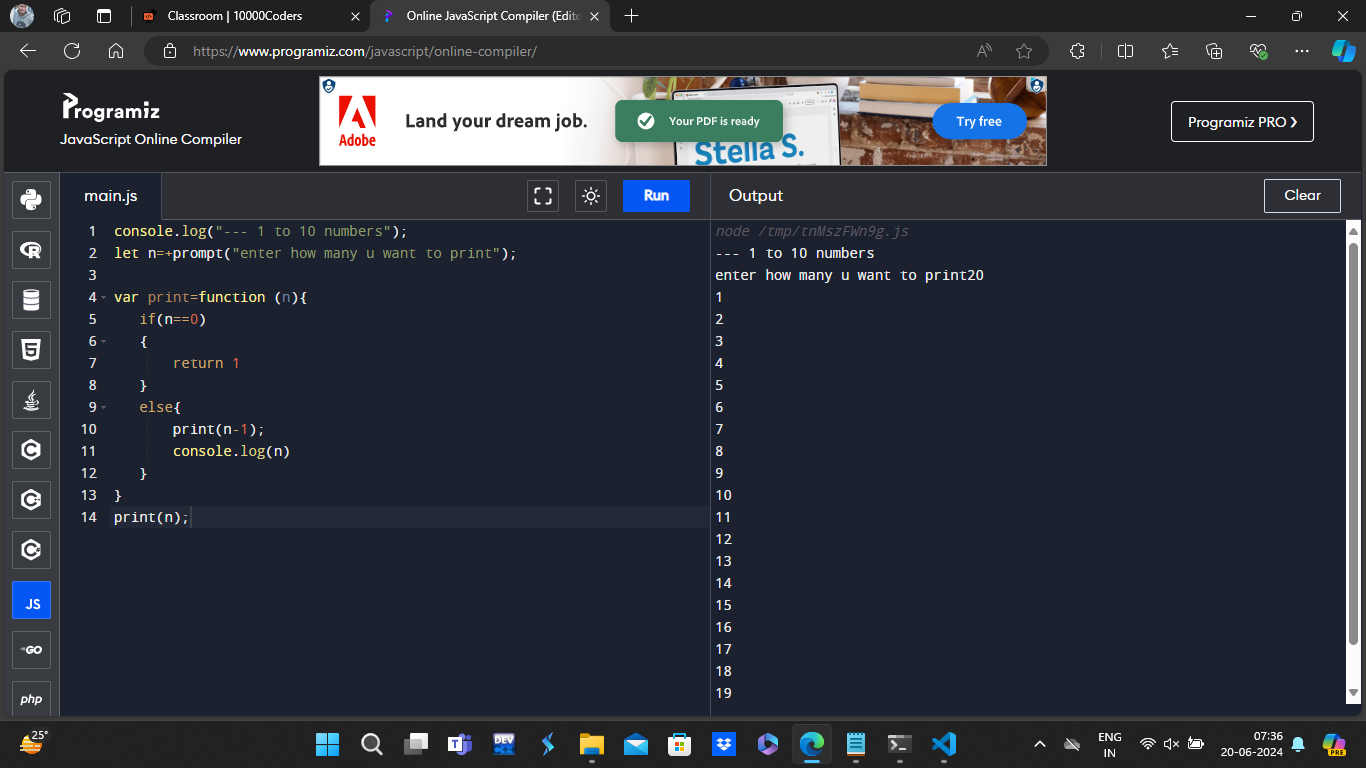 Classroom | 10000Coders
Online JavaScript Compiler (Edito
https://www.programiz.com/javascript/online-compiler/
Programiz
JavaScript Online Compiler
Adobe
Land your dream job.
Your PDF is ready
Stella S.
Try free
Programiz PRO
main.js
Run
Output
Clear
1 console.log("--- 1 to 10 numbers");
2 let n=+prompt("enter how many u want to print");
3
4 var print=function (n){
5 if(n==0)
6 {
7 return 1
8 }
9 else{
10 print(n-1);
11 console.log(n)
12 }
13 }
14 print(n);
node /tmp/tnMszFWn9g.js
--- 1 to 10 numbers
enter how many u want to print20
1
2
3
4
5
6
7
8
9
10
11
12
13
14
15
16
17
18
19
JS
GO
php
25°
DEV
ENG
IN
07:36
20-06-2024
PRE